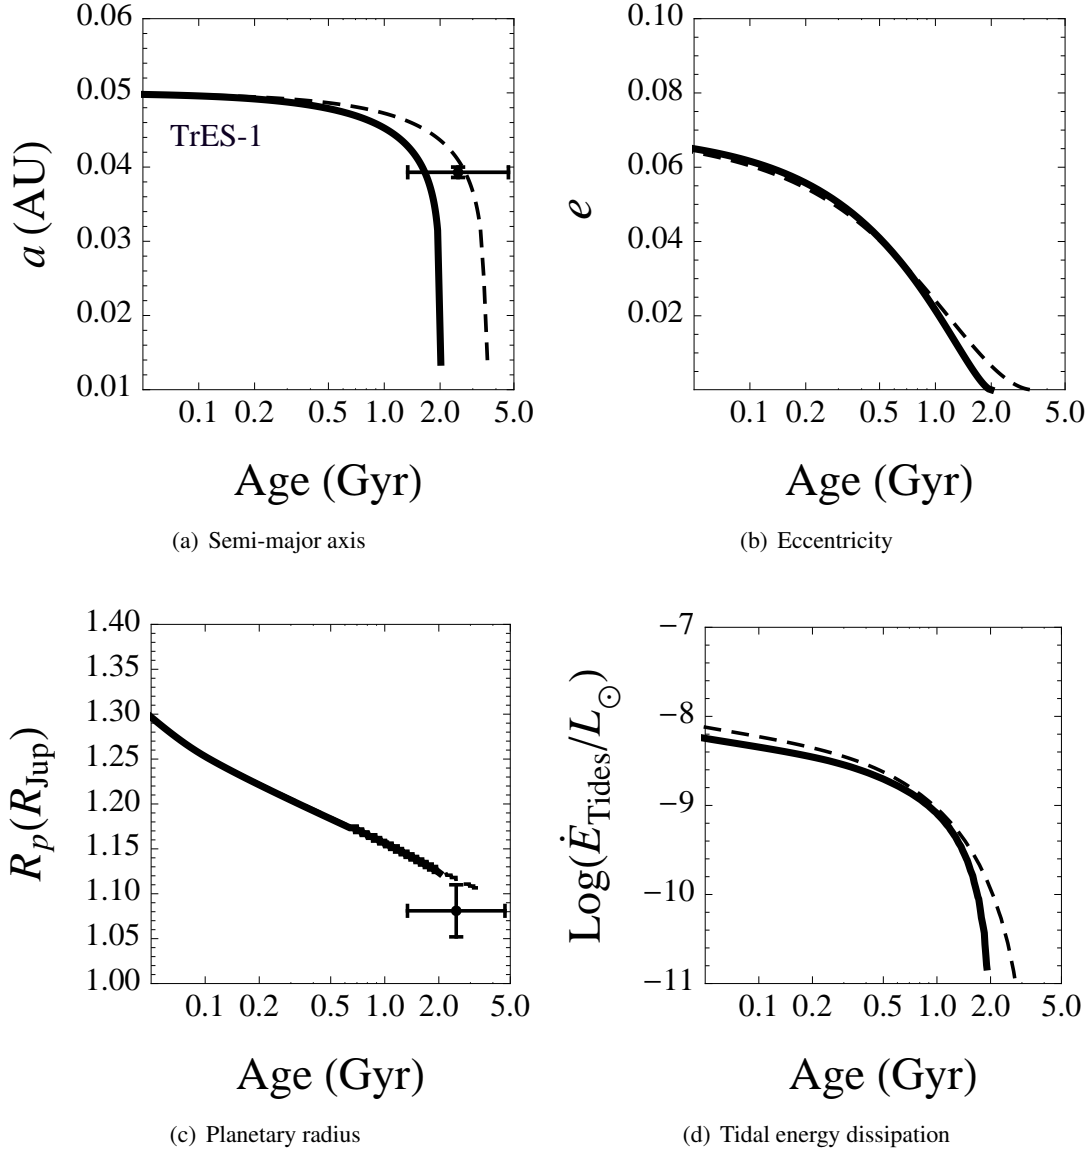 0.06
0.05
0.04
0.03
0.02
0.01
a (AU)
TrES-1
0.1 0.2 0.5 1.0 2.0 5.0
Age (Gyr)
(a) Semi-major axis
0.10
0.08
0.06
0.04
0.02
e
0.1 0.2 0.5 1.0 2.0 5.0
Age (Gyr)
(b) Eccentricity
1.40
1.35
1.30
1.25
1.20
1.15
1.10
1.05
1.00
R_p(R_Jup)
0.1 0.2 0.5 1.0 2.0 5.0
Age (Gyr)
(c) Planetary radius
−7
−8
−9
−10
−11
Log(Ė_Tides/L_⊙)
0.1 0.2 0.5 1.0 2.0 5.0
Age (Gyr)
(d) Tidal energy dissipation